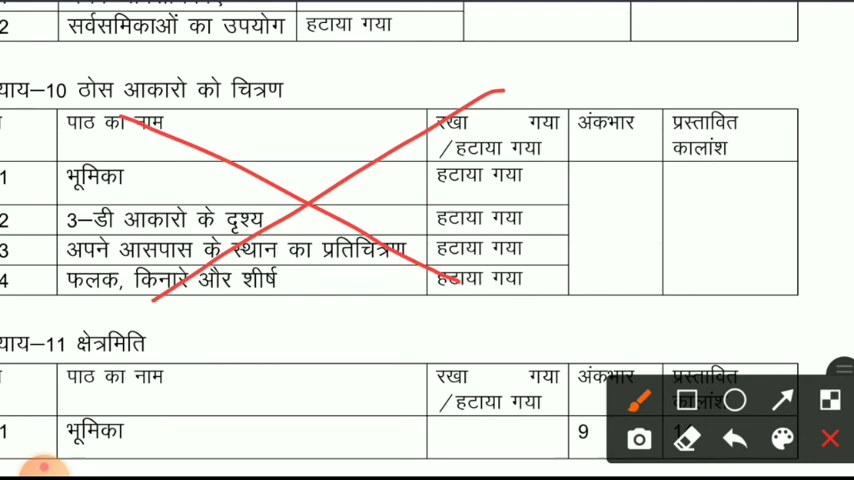 2 सर्वसमिकाओं का उपयोग हटाया गया
याय–10 ठोस आकारो को चित्रण
पाठ का नाम रखा गया /हटाया गया अंकभार प्रस्तावित कालांश
1 भूमिका हटाया गया
2 3–डी आकारो के दृश्य हटाया गया
3 अपने आसपास के स्थान का प्रतिचित्रण हटाया गया
4 फलक, किनारे और शीर्ष हटाया गया
याय–11 क्षेत्रमिति
पाठ का नाम रखा गया /हटाया गया अंकभार प्रस्तावित कालांश
1 भूमिका 9